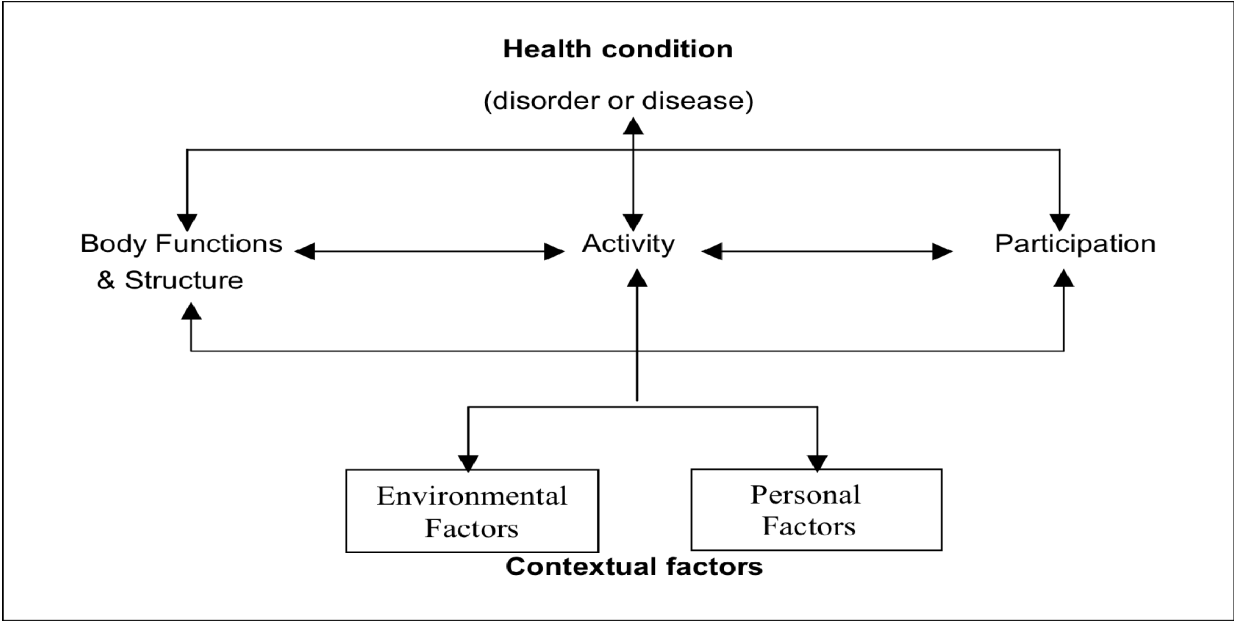 Health condition
(disorder or disease)
Body Functions
& Structure
Activity
Participation
Environmental
Factors
Personal
Factors
Contextual factors